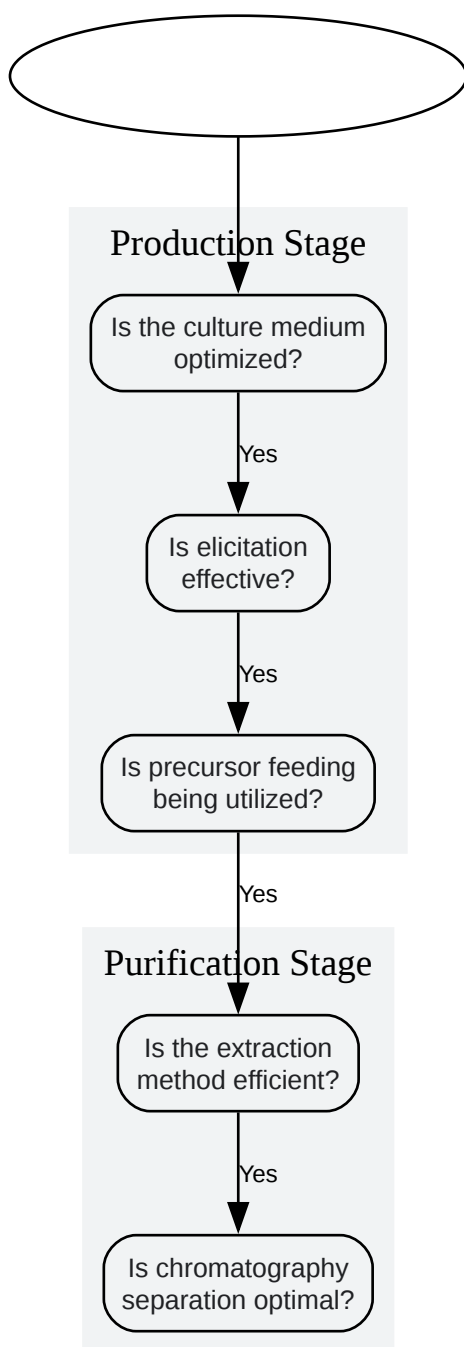 Production Stage
Is the culture medium
optimized?
Yes
Is elicitation
effective?
Yes
Is precursor feeding
being utilized?
Yes
Purification Stage
Is the extraction
method efficient?
Yes
Is chromatography
separation optimal?